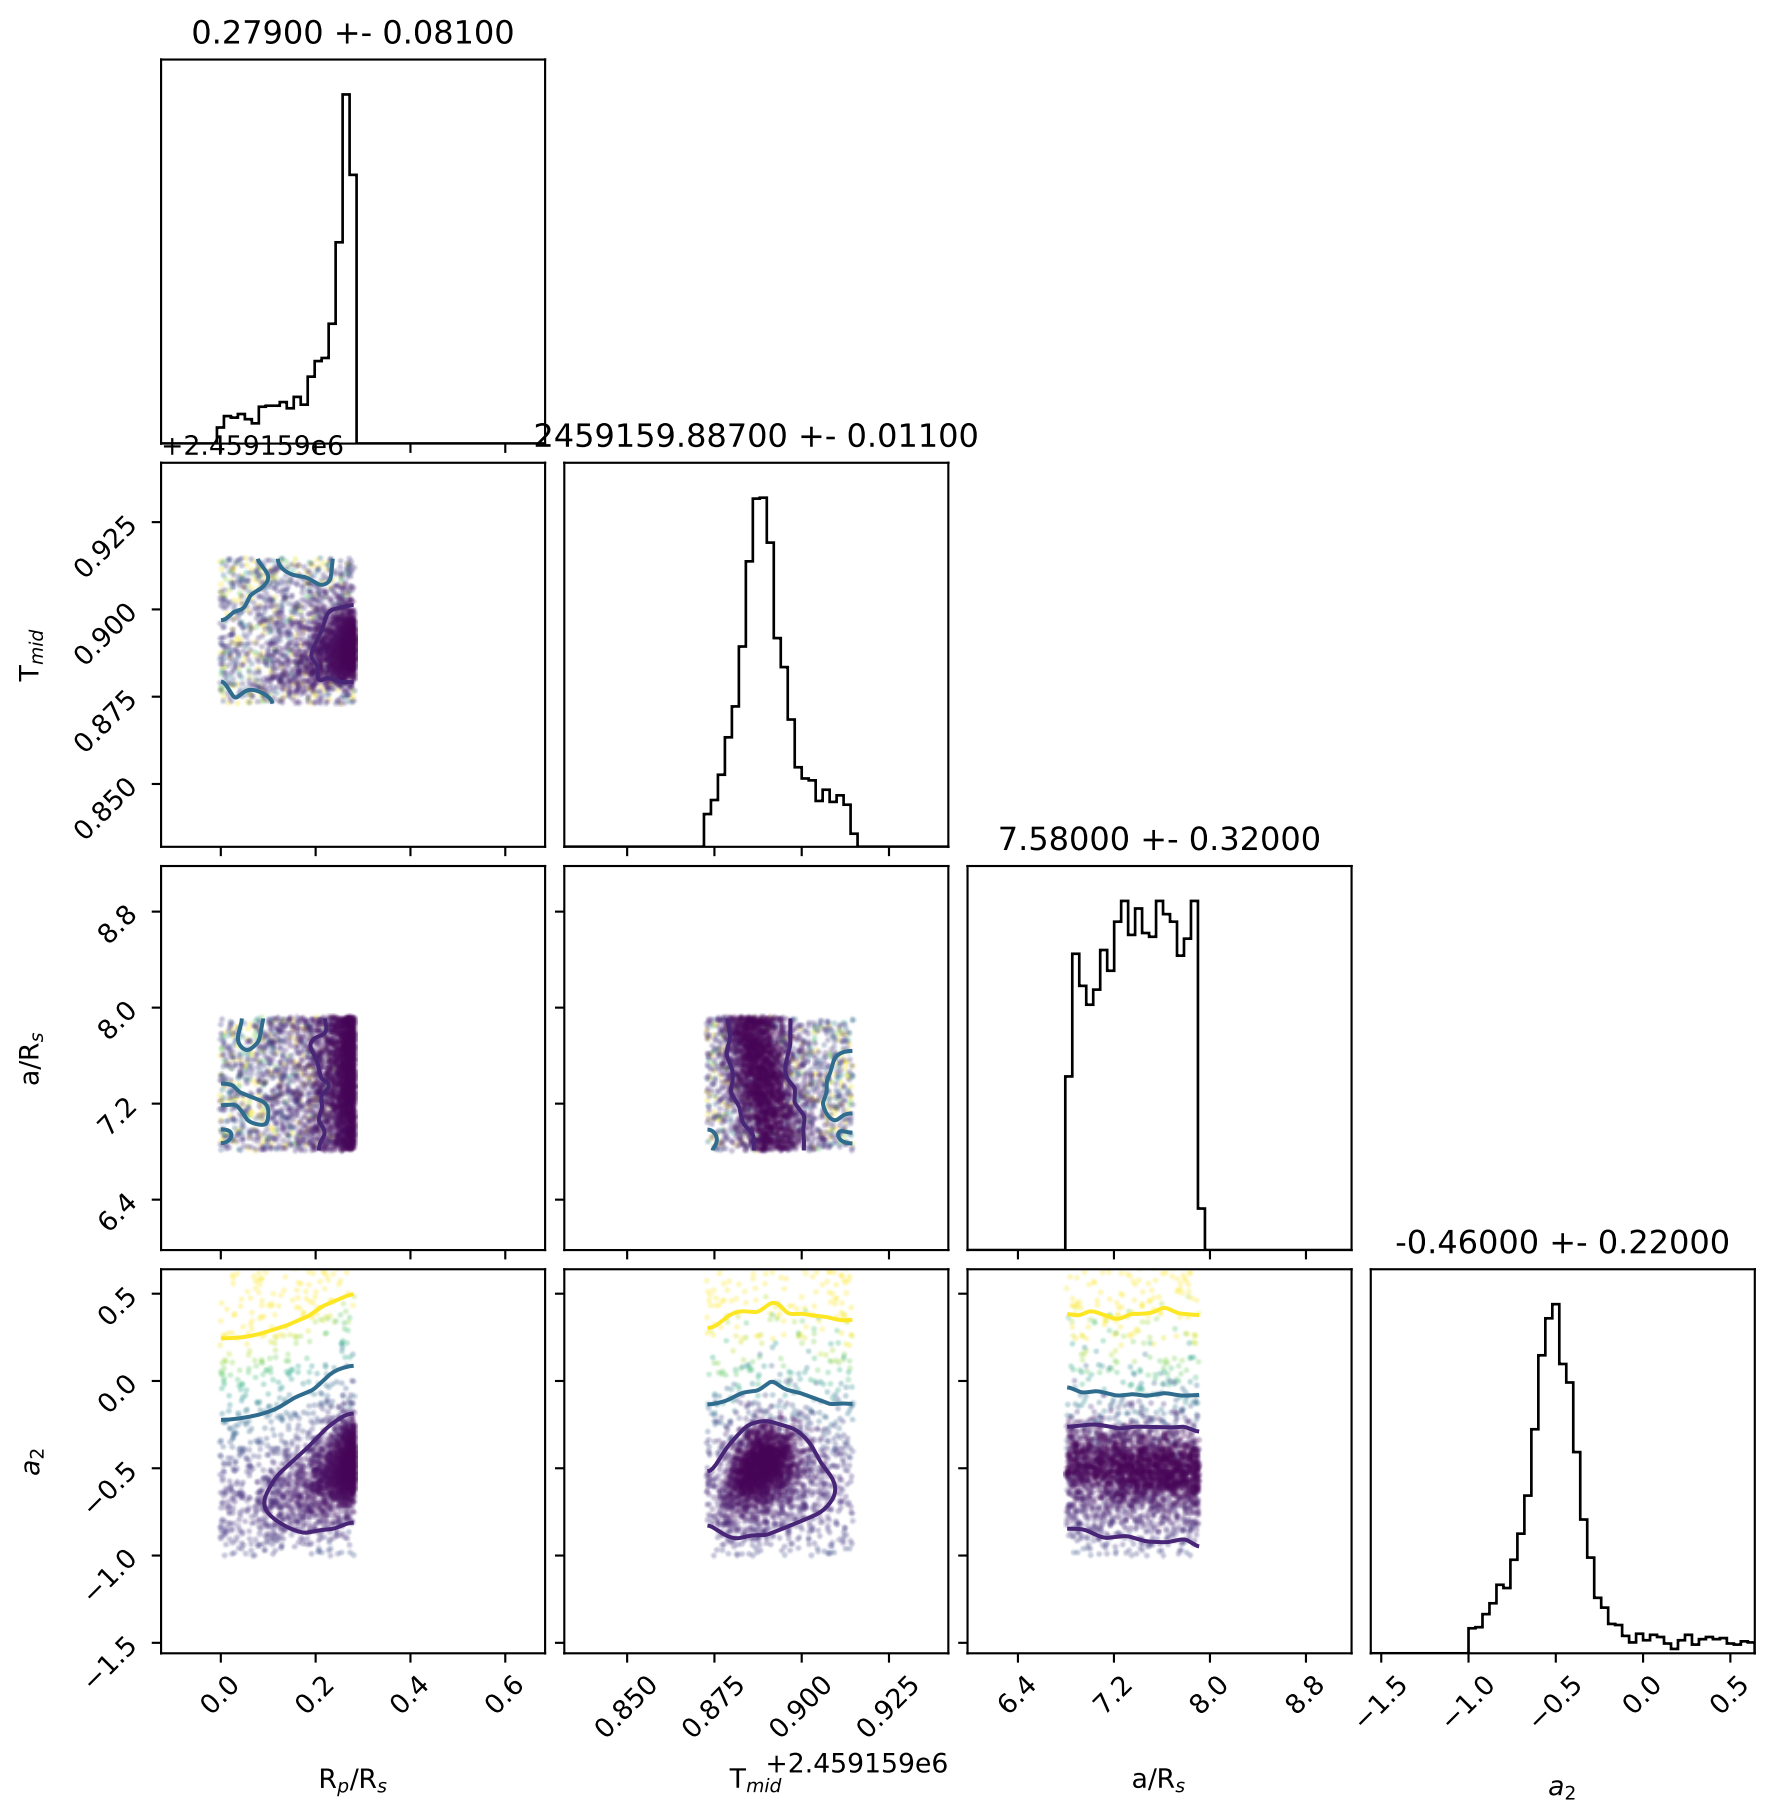 0.27900 +- 0.08100
+2.459159e6
2459159.88700 +- 0.01100
T_mid
0.925
0.900
0.875
0.850
7.58000 +- 0.32000
a/R_s
8.8
8.0
7.2
6.4
-0.46000 +- 0.22000
a_2
0.5
0.0
−0.5
−1.0
−1.5
0.0 0.2 0.4 0.6
0.850 0.875 0.900 0.925
6.4 7.2 8.0 8.8
−1.5 −1.0 −0.5 0.0 0.5
+2.459159e6
R_p/R_s
T_mid
a/R_s
a_2